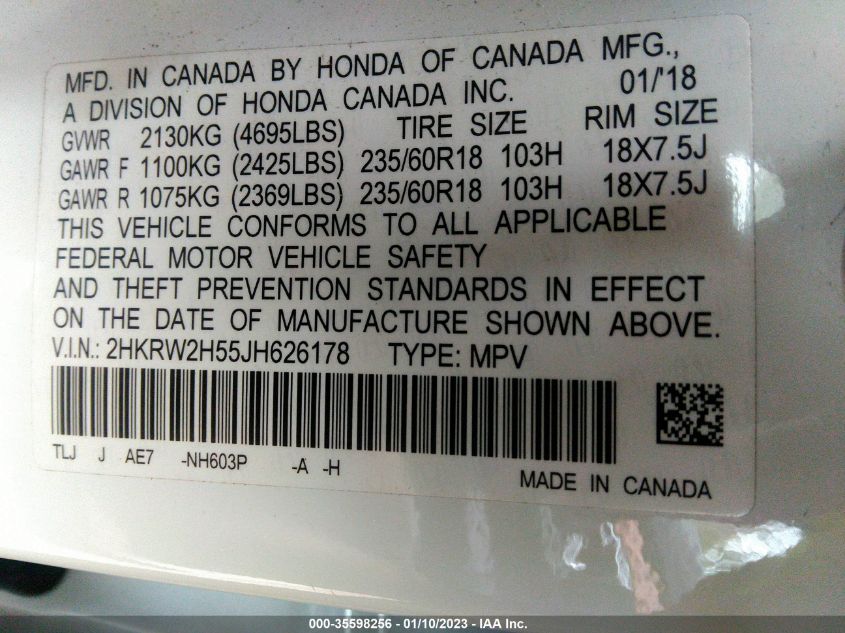 MFD. IN CANADA BY HONDA OF CANADA MFG.,
A DIVISION OF HONDA CANADA INC. 01/'18
GVWR 2130KG (4695LBS) TIRE SIZE RIM SIZE
GAWR F 1100KG (2425LBS) 235/60R18 103H 18X7.5J
GAWR R 1075KG (2369LBS) 235/60R18 103H 18X7.5J
THIS VEHICLE CONFORMS TO ALL APPLICABLE
FEDERAL MOTOR VEHICLE SAFETY
AND THEFT PREVENTION STANDARDS IN EFFECT
ON THE DATE OF MANUFACTURE SHOWN ABOVE.
V.I.N.: 2HKRW2H55JH626178 TYPE: MPV
TLJ J AE7 -NH603P -A -H
MADE IN CANADA
000-35598256 - 01/10/2023 - IAA Inc.